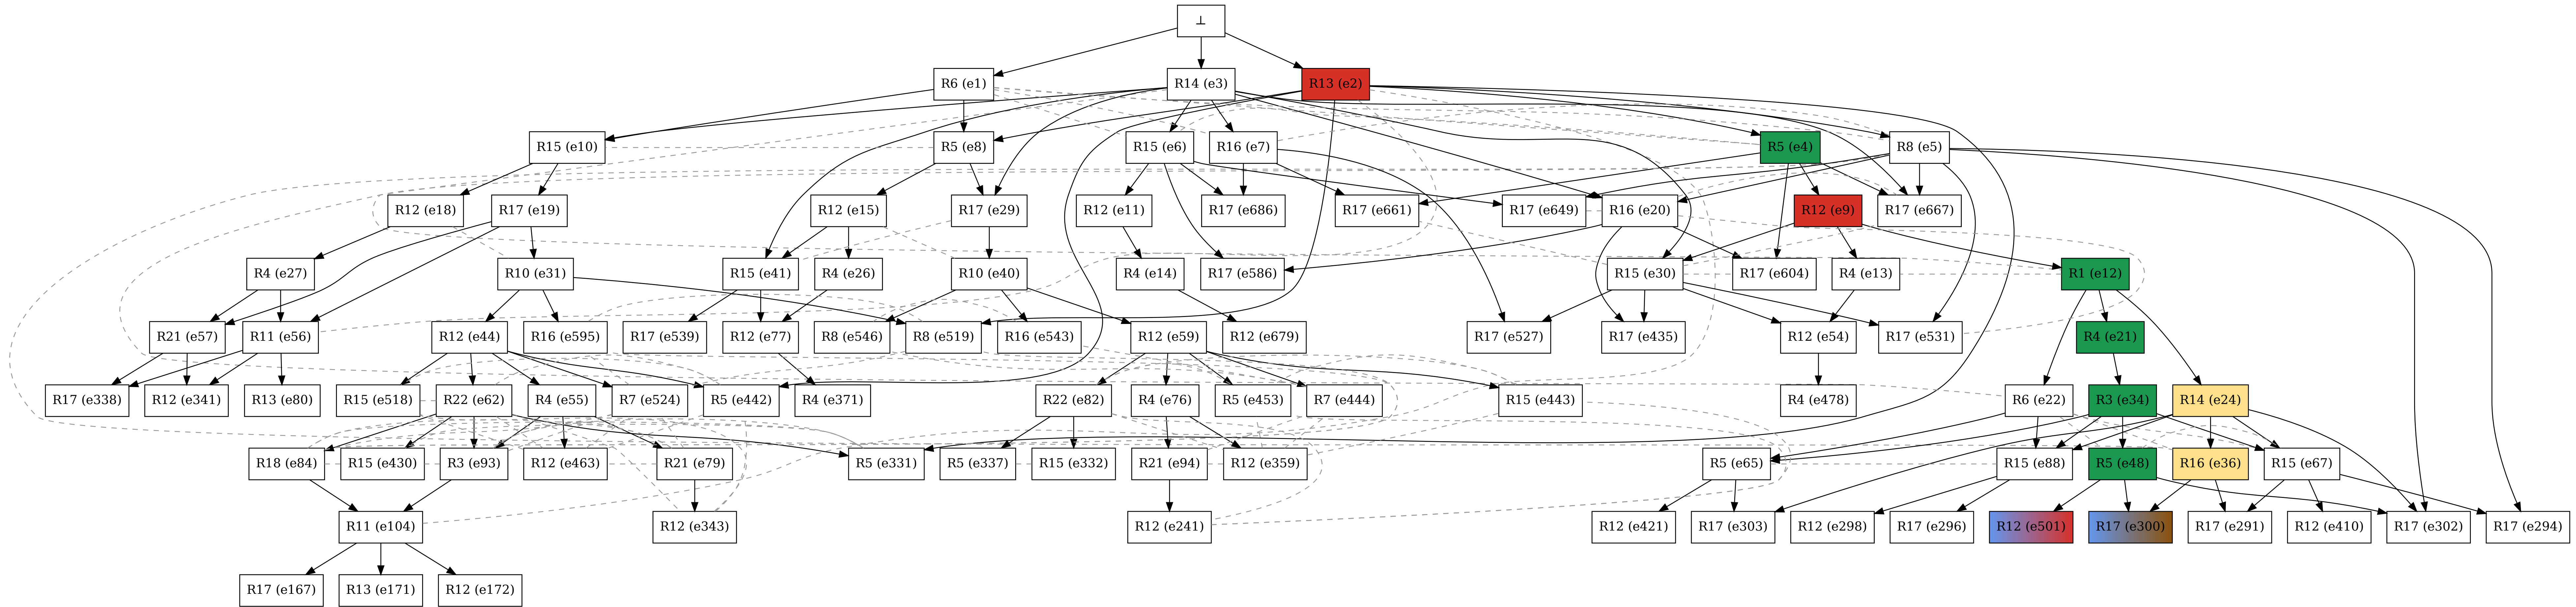 ⊥
R6 (e1) R14 (e3) R13 (e2)
R15 (e10) R5 (e8) R15 (e6) R16 (e7) R5 (e4) R8 (e5)
R12 (e18) R17 (e19) R12 (e15) R17 (e29) R12 (e11) R17 (e686) R17 (e661) R17 (e649) R16 (e20) R12 (e9) R17 (e667)
R4 (e27) R10 (e31) R15 (e41) R4 (e26) R10 (e40) R4 (e14) R17 (e586) R15 (e30) R17 (e604) R4 (e13) R1 (e12)
R21 (e57) R11 (e56) R12 (e44) R16 (e595) R17 (e539) R12 (e77) R8 (e546) R8 (e519) R16 (e543) R12 (e59) R12 (e679) R17 (e527) R17 (e435) R12 (e54) R17 (e531) R4 (e21)
R17 (e338) R12 (e341) R13 (e80) R15 (e518) R22 (e62) R4 (e55) R7 (e524) R5 (e442) R4 (e371) R22 (e82) R4 (e76) R5 (e453) R7 (e444) R15 (e443) R4 (e478) R6 (e22) R3 (e34) R14 (e24)
R18 (e84) R15 (e430) R3 (e93) R12 (e463) R21 (e79) R5 (e331) R5 (e337) R15 (e332) R21 (e94) R12 (e359) R5 (e65) R15 (e88) R5 (e48) R16 (e36) R15 (e67)
R11 (e104) R12 (e343) R12 (e241) R12 (e421) R17 (e303) R12 (e298) R17 (e296) R12 (e501) R17 (e300) R17 (e291) R12 (e410) R17 (e302) R17 (e294)
R17 (e167) R13 (e171) R12 (e172)